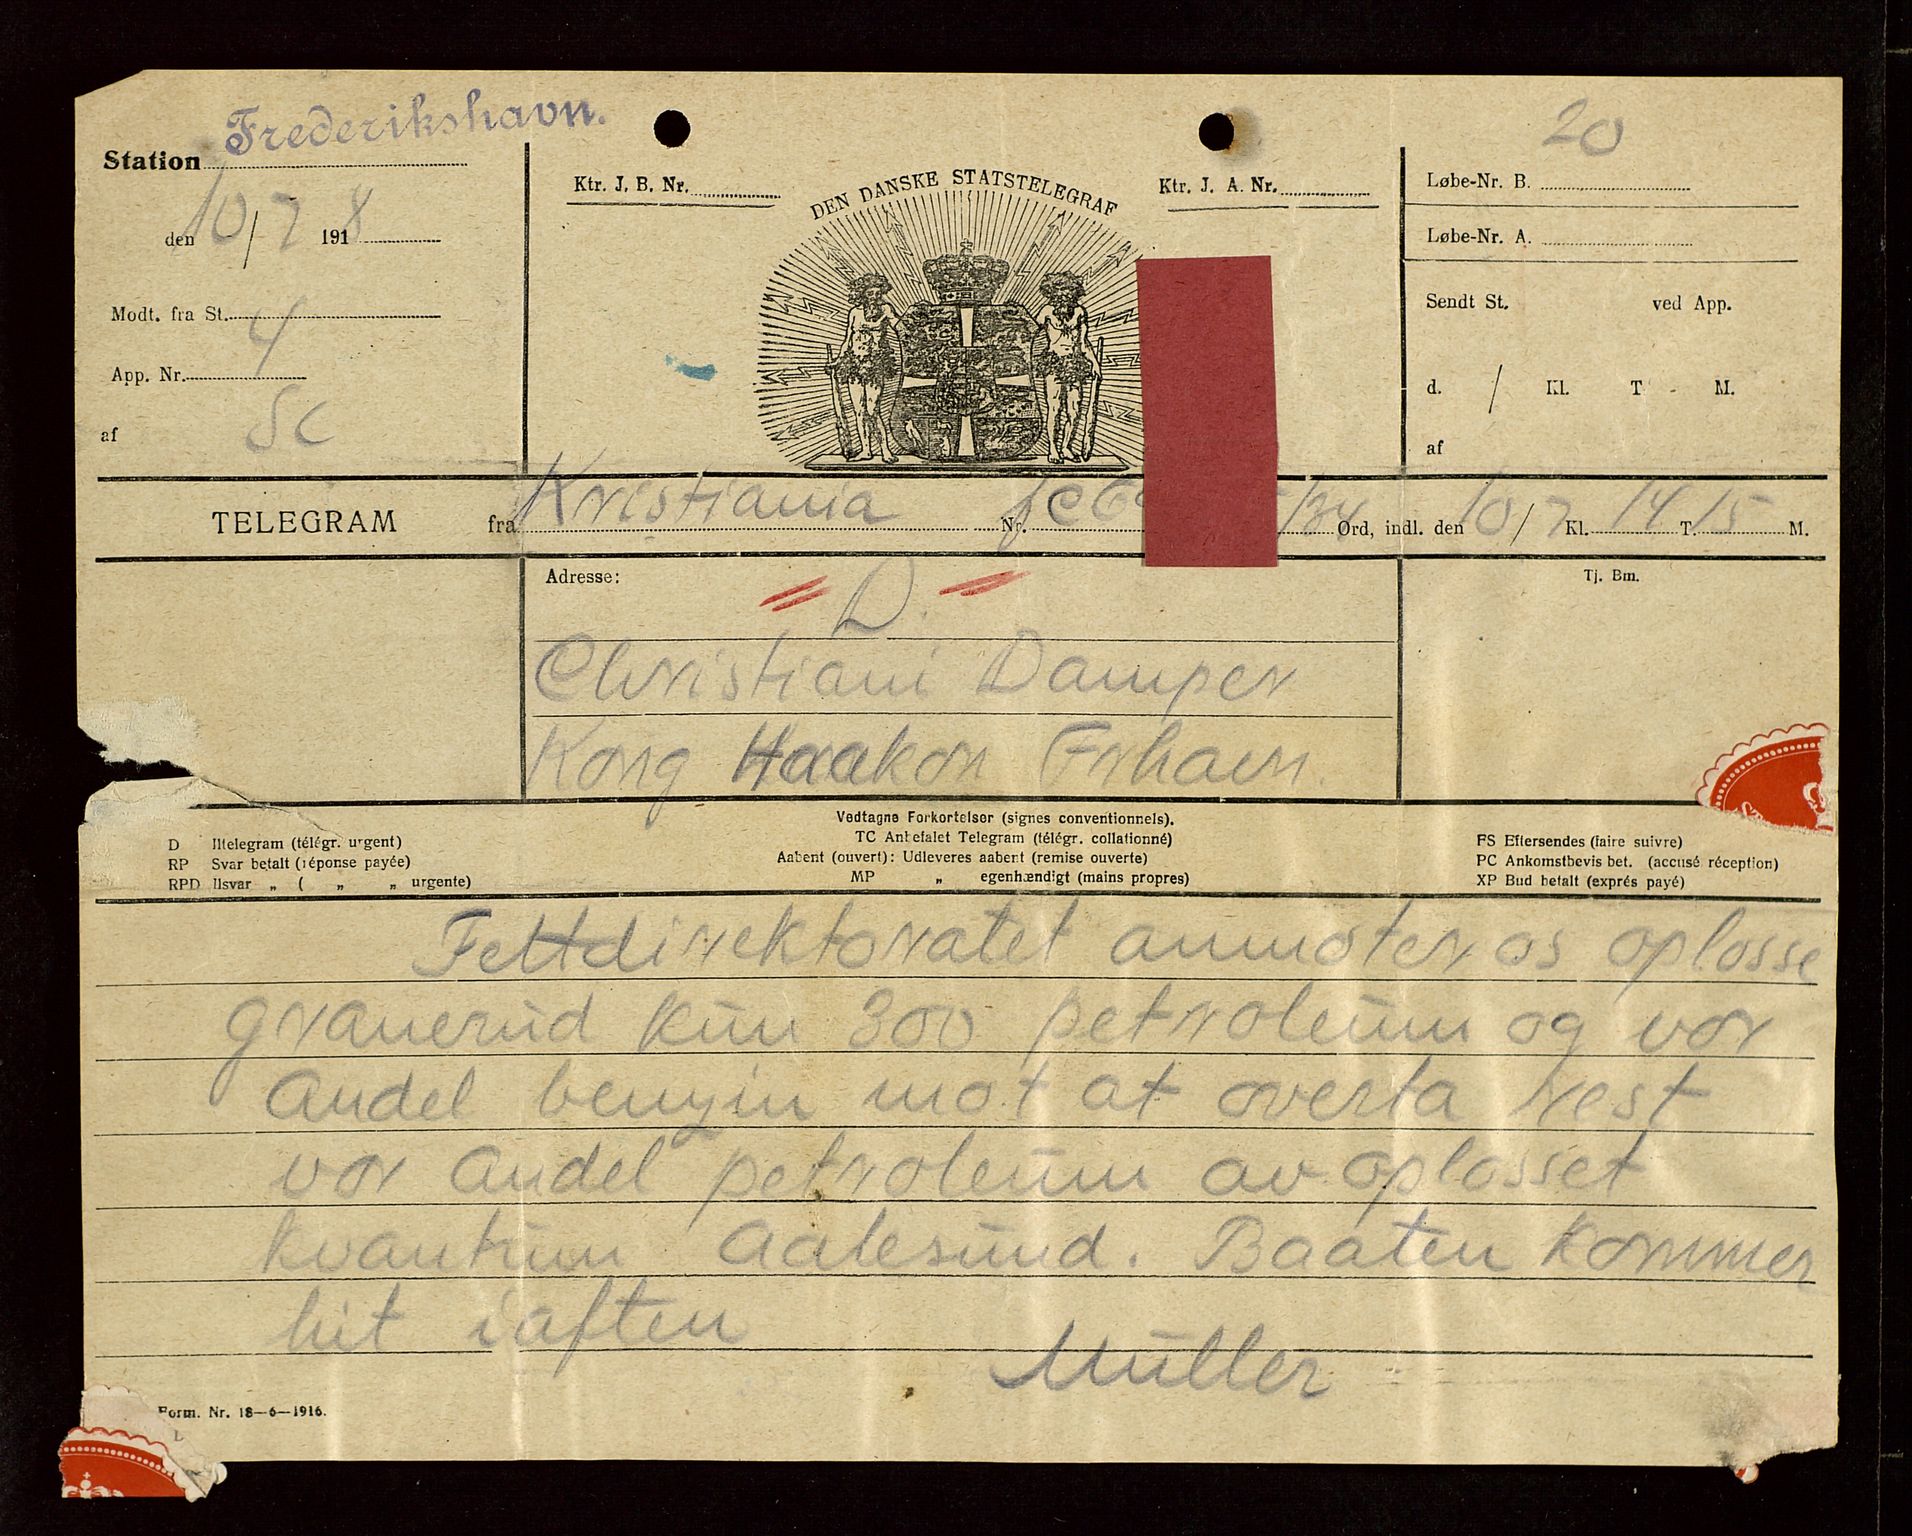 Frederikshavn.
Station
den 10/7 1918
Modt. fra St.
4
App. Nr.
af Sc
Ktr. J. B. Nr.
DEN DANSKE STATSTELEGRAF
Ktr. J. A. Nr.
20
Løbe-Nr. B.
Løbe-Nr. A.
Sendt St. ved App.
d. / Kl. T. M.
af
TELEGRAM fra Kristiania Nr. /34 Ord, indl. den 10/7 Kl. 14 T. 15 M.
Adresse:
Tj. Bm.
" D. "
Christiani Damper
Kong Haakon Frhavn.
Vedtagne Forkortelser (signes conventionnels).
D Iltelegram (télégr. urgent)
RP Svar betalt (réponse payée)
RPD Ilsvar „ ( „ „ urgente)
TC Antefalet Telegram (télégr. collationné)
Aabent (ouvert): Udleveres aabent (remise ouverte)
MP „ egenhændigt (mains propres)
FS Eftersendes (faire suivre)
PC Ankomstbevis bet. (accusé réception)
XP Bud betalt (exprés payé)
Fettdirektoratet anmoter os oplosse
granerud kun 300 petroleum og vor
andel benzin mot at overta rest
vor andel petroleum av oplosset
kvantum Aalesund. Baaten kommer
hit iaften
Müller
Form. Nr. 18—6—1916.